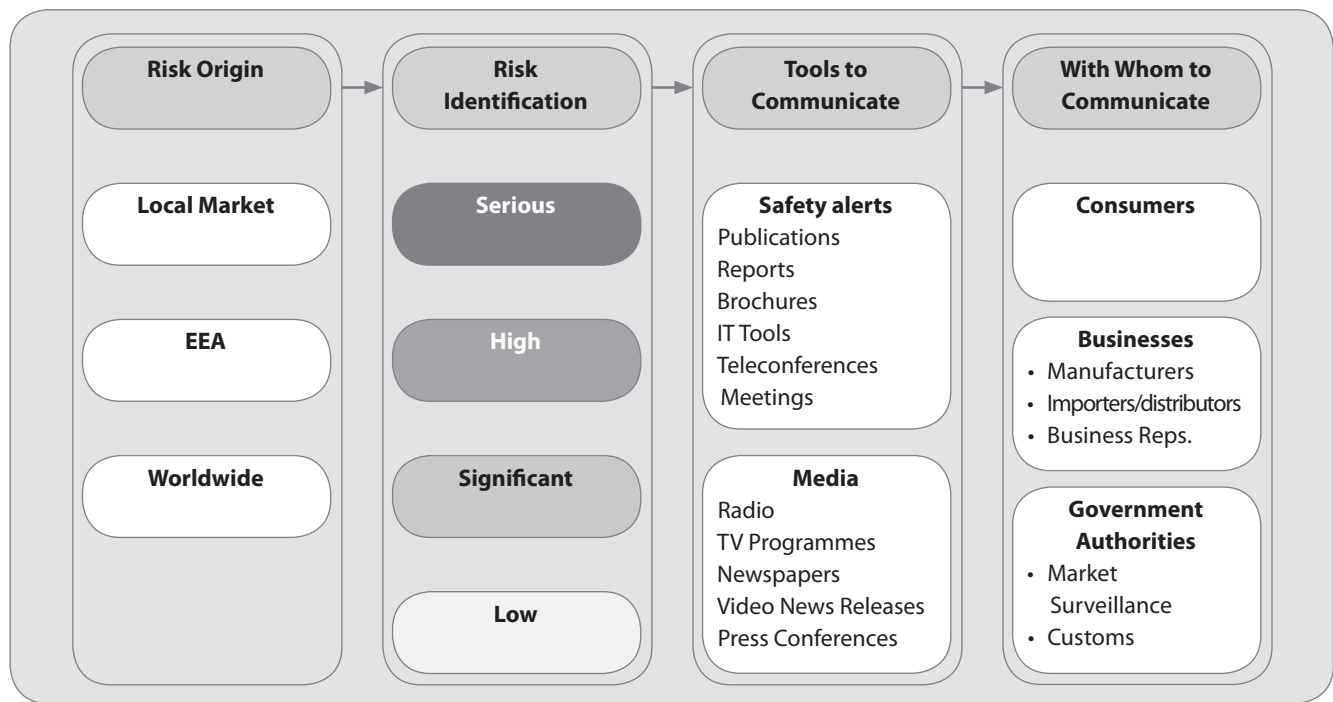 Risk Origin
Local Market
EEA
Worldwide
Risk
Identification
Serious
High
Significant
Low
Tools to
Communicate
Safety alerts
Publications
Reports
Brochures
IT Tools
Teleconferences
Meetings
Media
Radio
TV Programmes
Newspapers
Video News Releases
Press Conferences
With Whom to
Communicate
Consumers
Businesses
• Manufacturers
• Importers/distributors
• Business Reps.
Government
Authorities
• Market
Surveillance
• Customs